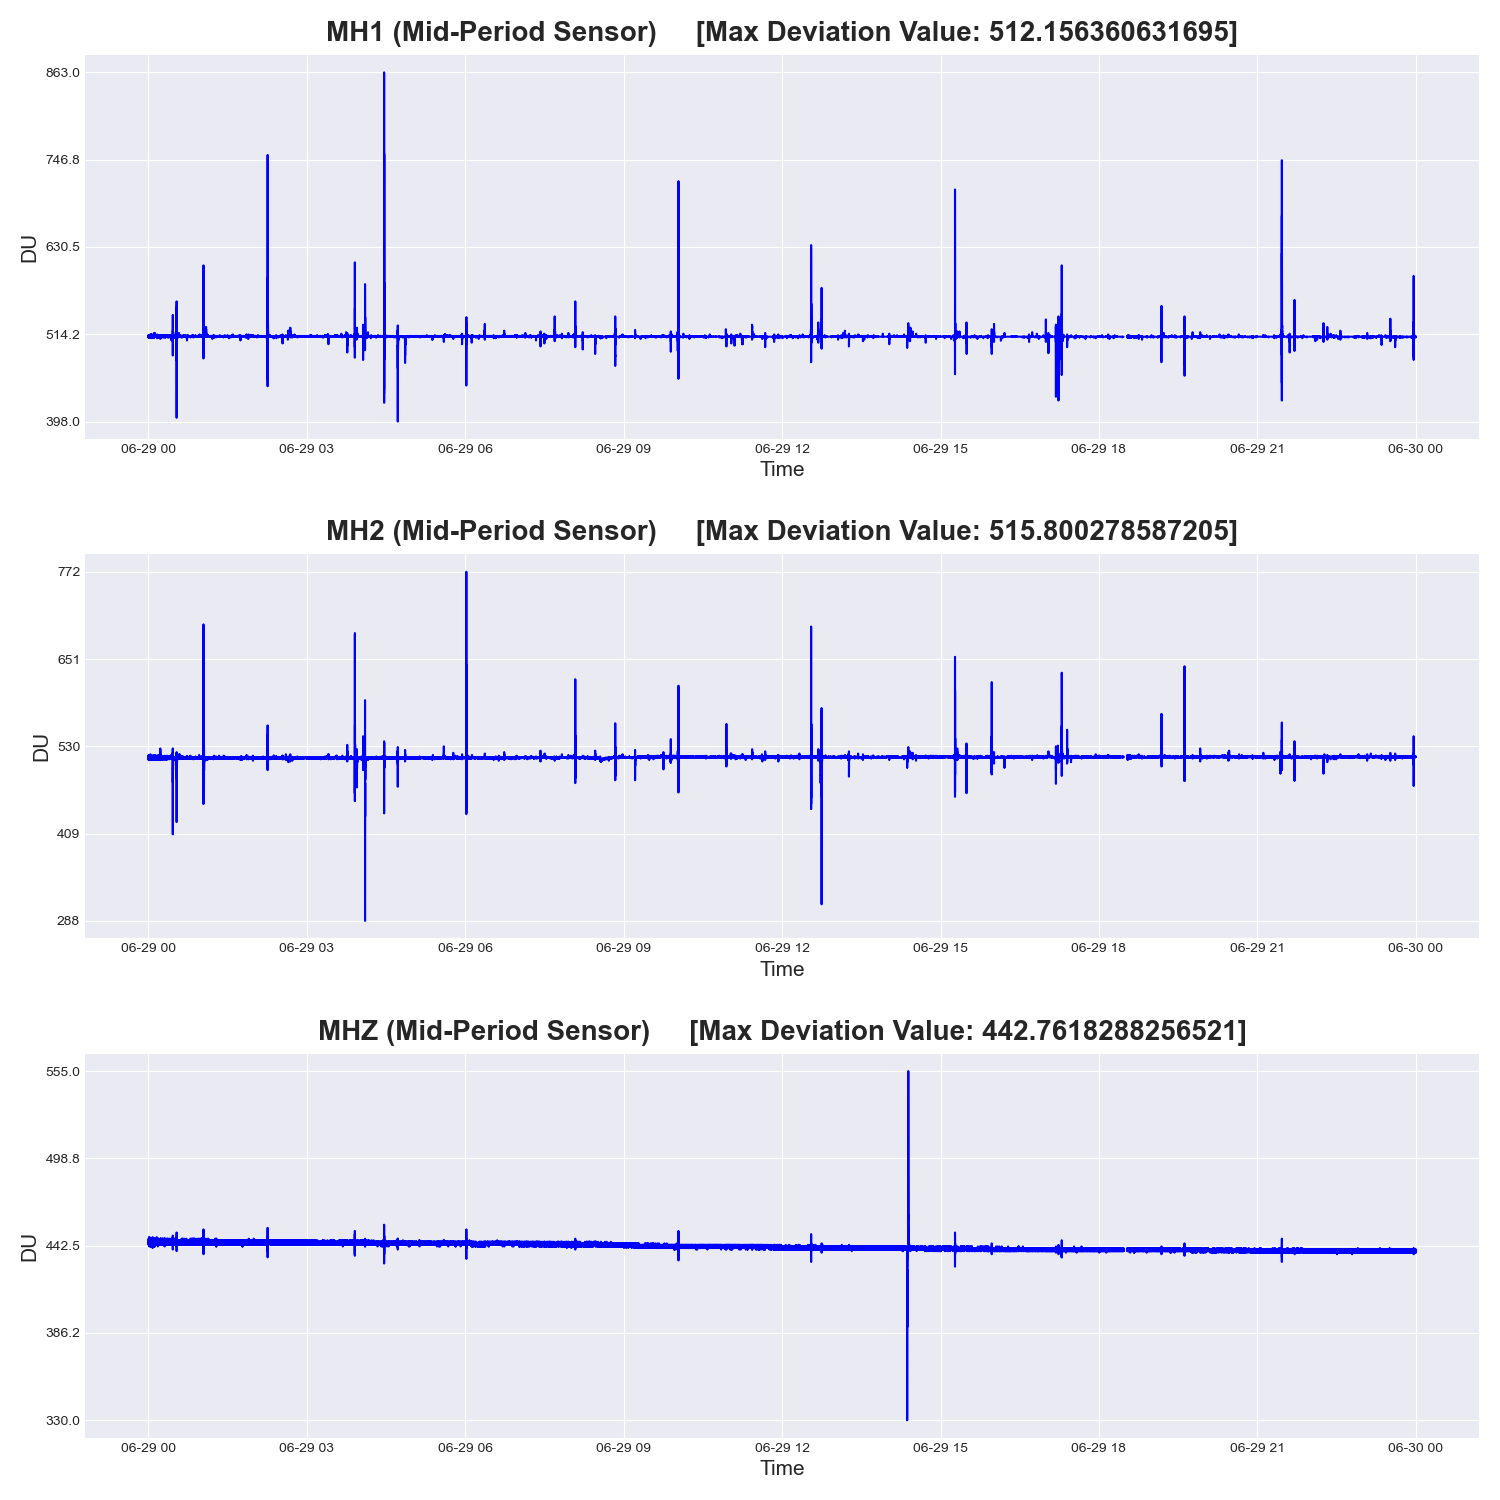 MH1 (Mid-Period Sensor) [Max Deviation Value: 512.156360631695]
863.0
746.8
630.5
514.2
398.0
DU
06-29 00 06-29 03 06-29 06 06-29 09 06-29 12 06-29 15 06-29 18 06-29 21 06-30 00
Time
MH2 (Mid-Period Sensor) [Max Deviation Value: 515.800278587205]
772
651
530
409
288
DU
06-29 00 06-29 03 06-29 06 06-29 09 06-29 12 06-29 15 06-29 18 06-29 21 06-30 00
Time
MHZ (Mid-Period Sensor) [Max Deviation Value: 442.7618288256521]
555.0
498.8
442.5
386.2
330.0
DU
06-29 00 06-29 03 06-29 06 06-29 09 06-29 12 06-29 15 06-29 18 06-29 21 06-30 00
Time